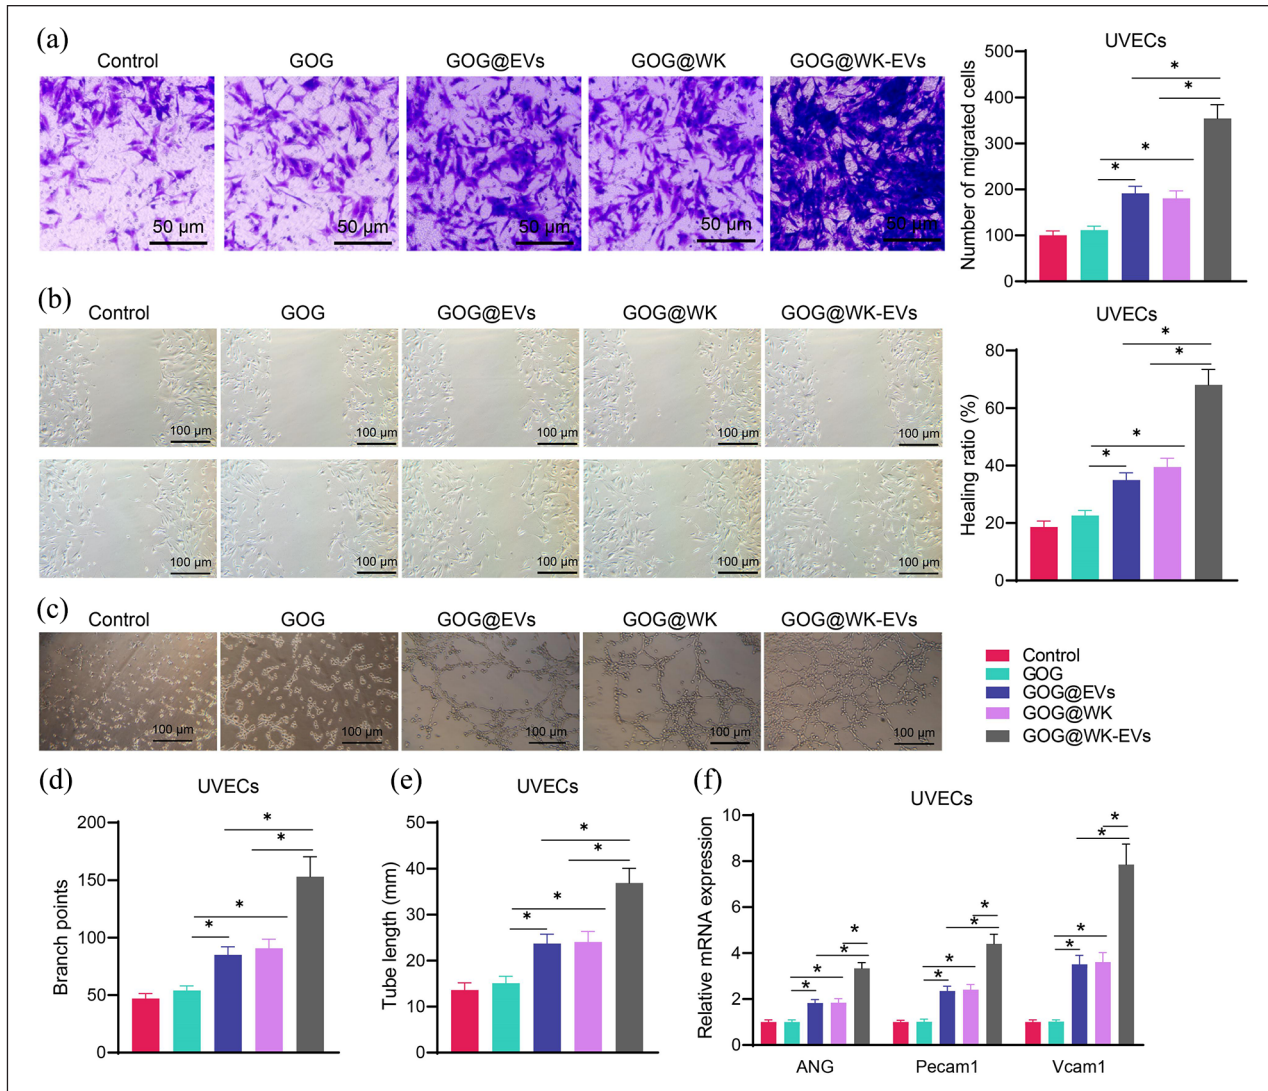 (a)
Control GOG GOG@EVs GOG@WK GOG@WK-EVs
50 µm 50 µm 50 µm 50 µm 50 µm
UVECs
Number of migrated cells
500
400
300
200
100
0
* * * *
(b)
Control GOG GOG@EVs GOG@WK GOG@WK-EVs
100 µm 100 µm 100 µm 100 µm 100 µm
100 µm 100 µm 100 µm 100 µm 100 µm
UVECs
Healing ratio (%)
80
60
40
20
0
* * * *
(c)
Control GOG GOG@EVs GOG@WK GOG@WK-EVs
100 µm 100 µm 100 µm 100 µm 100 µm
Control
GOG
GOG@EVs
GOG@WK
GOG@WK-EVs
(d)
UVECs
Branch points
200
150
100
50
0
* * * *
(e)
UVECs
Tube length (mm)
50
40
30
20
10
0
* * * *
(f)
UVECs
Relative mRNA expression
10
8
6
4
2
0
* * * *
* * * *
* * * *
ANG Pecam1 Vcam1